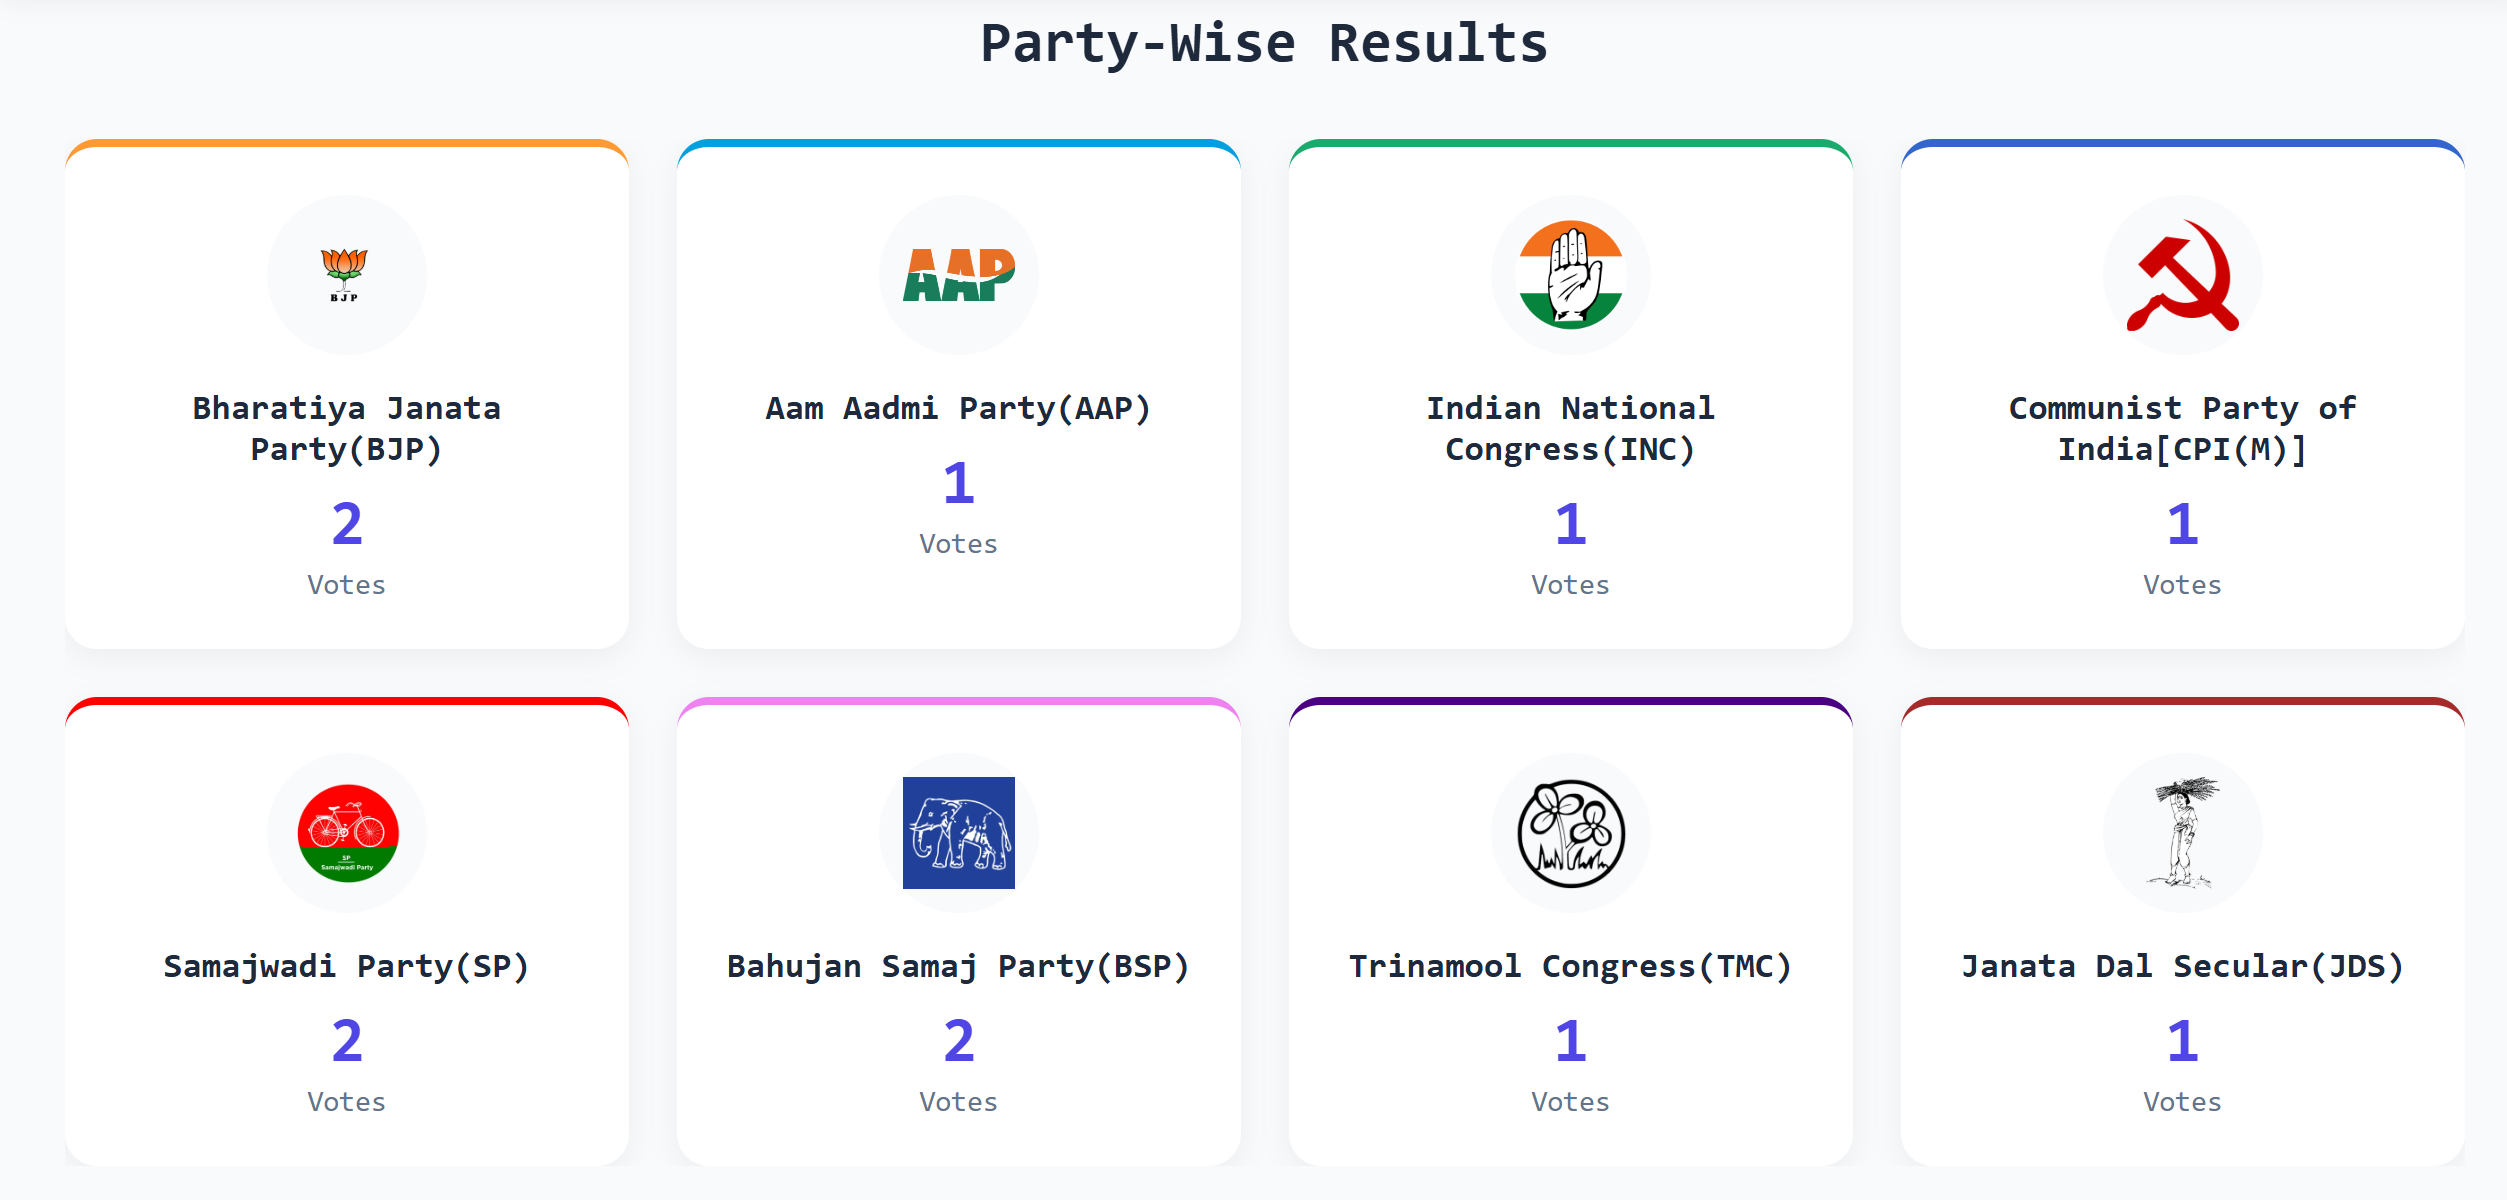 Party-Wise Results
BJP
Bharatiya Janata
Party(BJP)
2
Votes
AAP
Aam Aadmi Party(AAP)
1
Votes
Indian National
Congress(INC)
1
Votes
Communist Party of
India[CPI(M)]
1
Votes
SP
Samajwadi Party
Samajwadi Party(SP)
2
Votes
Bahujan Samaj Party(BSP)
2
Votes
Trinamool Congress(TMC)
1
Votes
Janata Dal Secular(JDS)
1
Votes